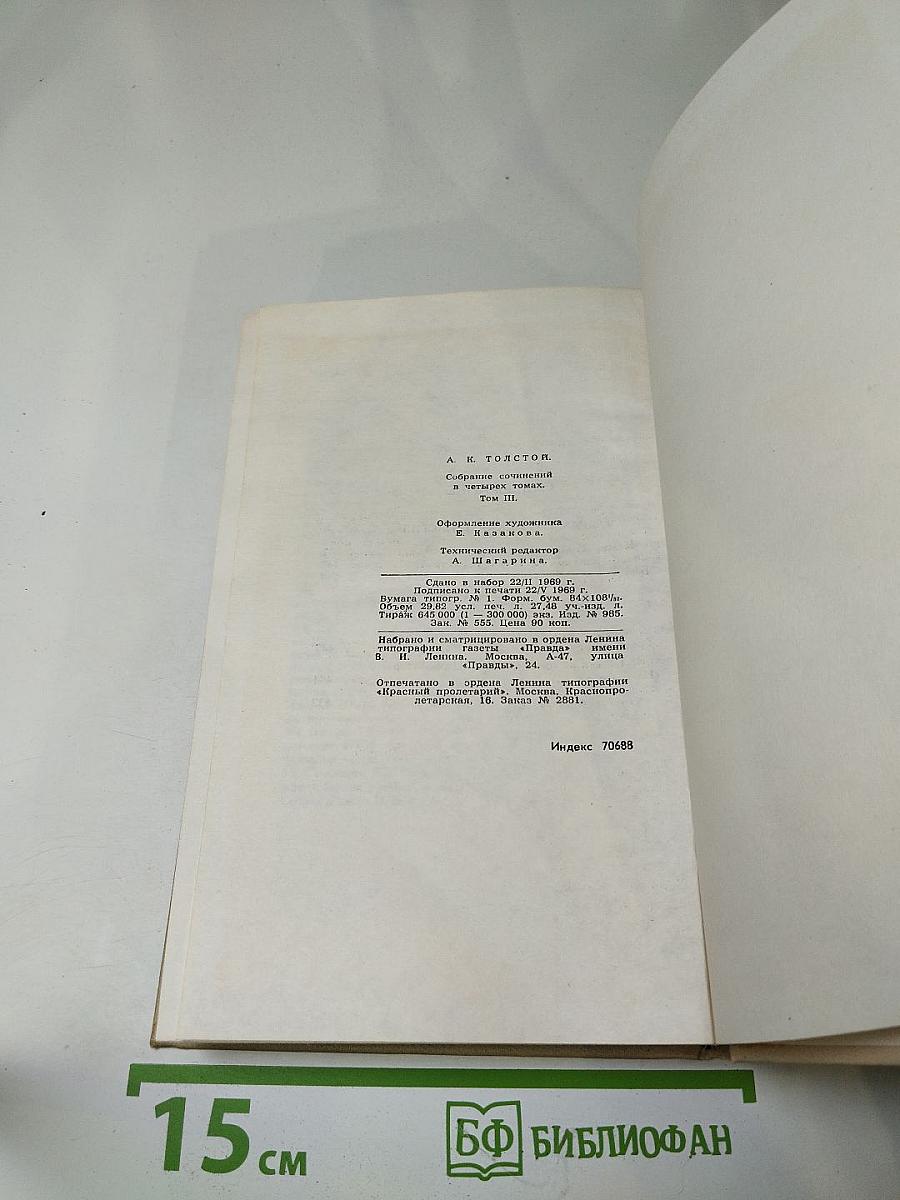 А. К. ТОЛСТОЙ.
Собрание сочинений
в четырех томах.
Том III.
Оформление художника
Е. Казакова.
Технический редактор
А. Шагарина.
Сдано в набор 22/II 1969 г.
Подписано к печати 22/V 1969 г.
Бумага типогр. № 1. Форм. бум. 84×108¹/₃₂.
Объем 29,82 усл. печ. л. 27,48 уч.-изд. л.
Тираж 645 000 (1 — 300 000) экз. Изд. № 985.
Зак. № 555. Цена 90 коп.
Набрано и сматрицировано в ордена Ленина
типографии газеты «Правда» имени
В. И. Ленина. Москва, А-47, улица
«Правды», 24.
Отпечатано в ордена Ленина типографии
«Красный пролетарий». Москва, Краснопро-
летарская, 16. Заказ № 2881.
Индекс 70688
15 см
БФ БИБЛИОФАН